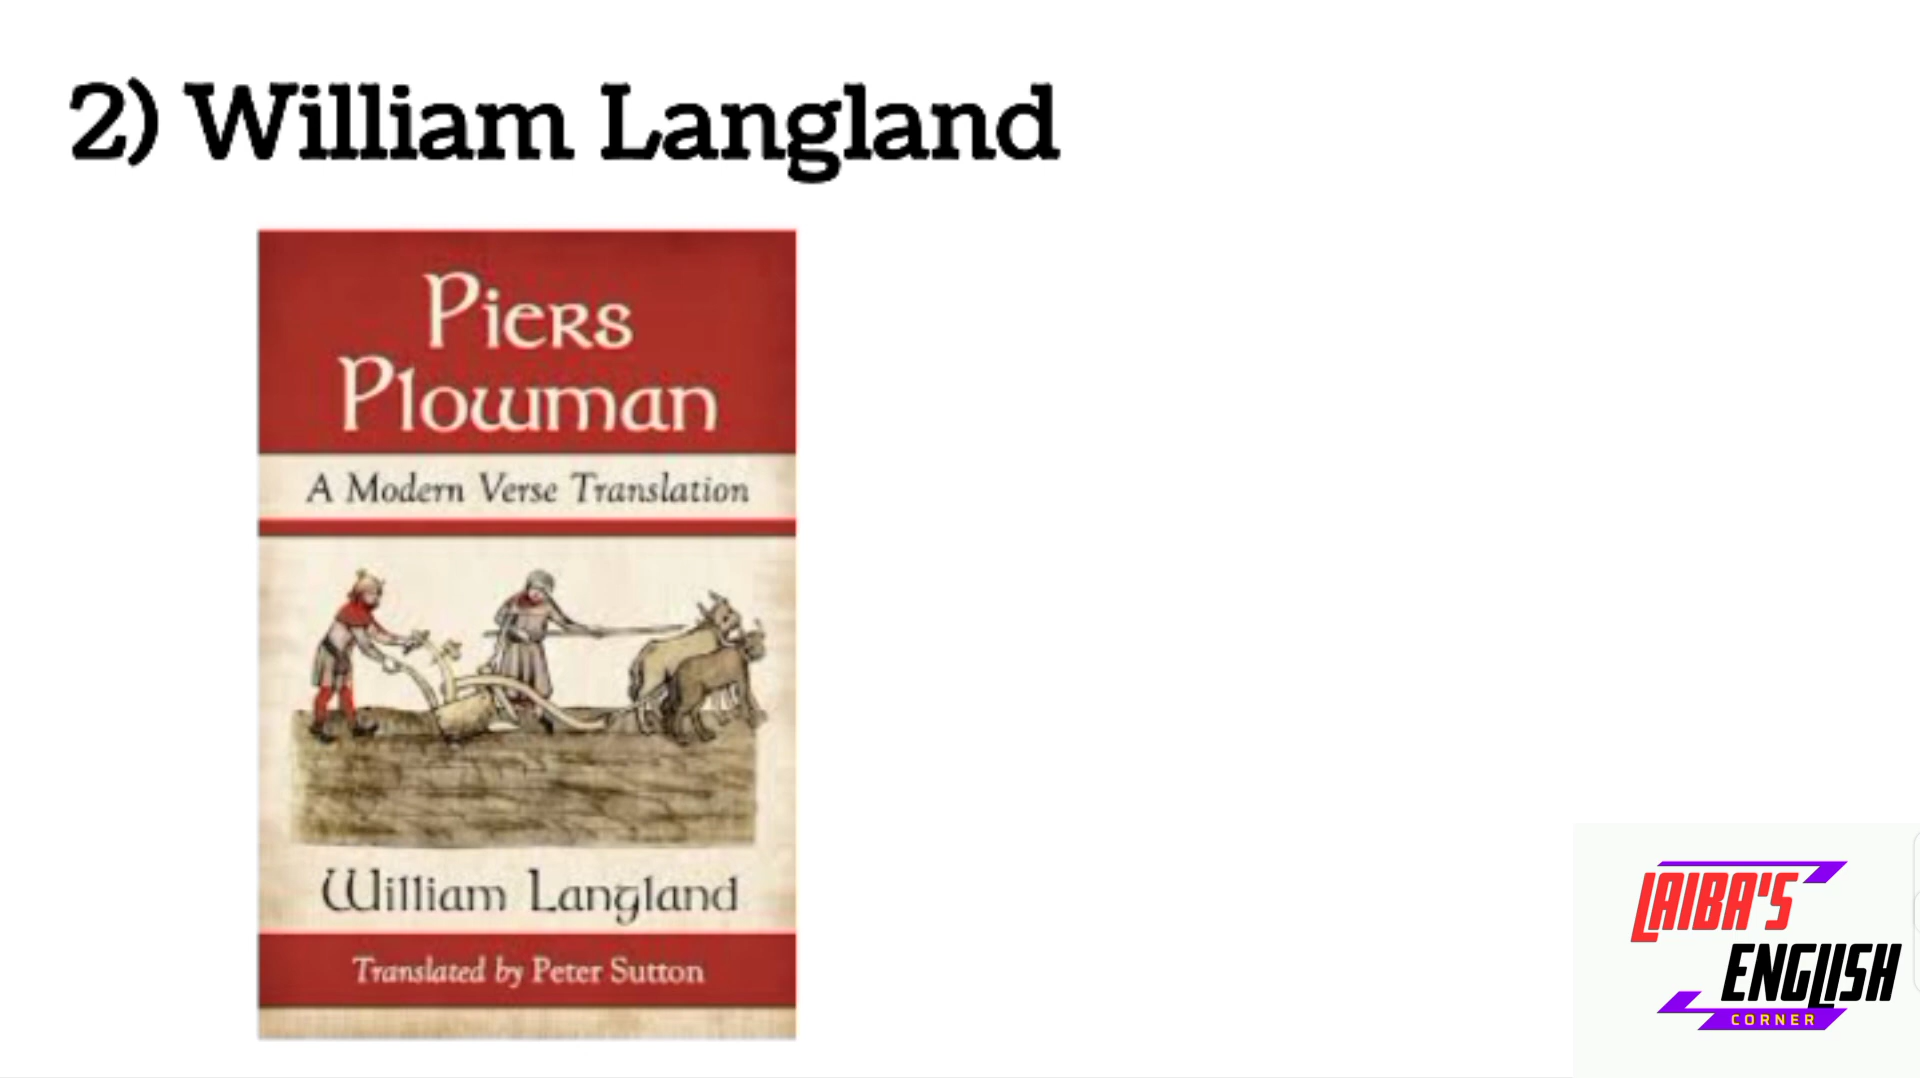 2) William Langland
Piers
Plowman
A Modern Verse Translation
William Langland
Translated by Peter Sutton
LAIBA'S
ENGLISH
CORNER